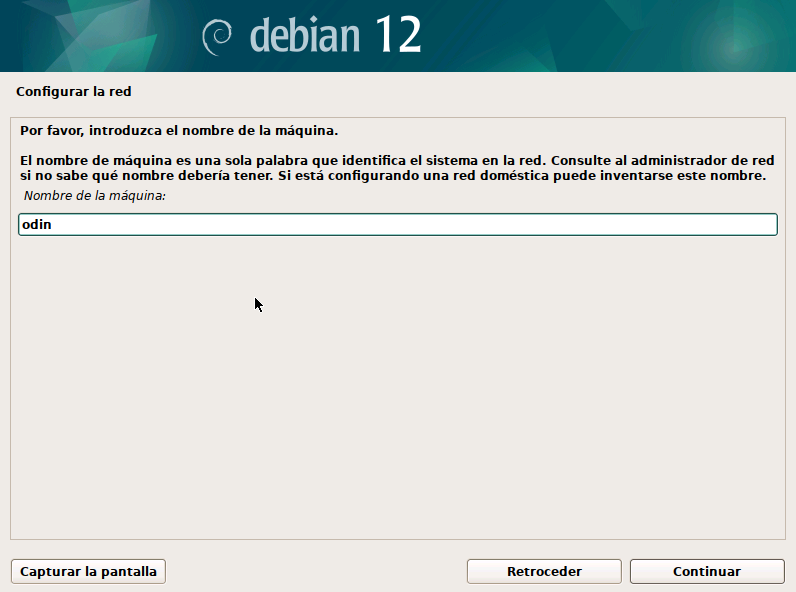 debian 12
Configurar la red
Por favor, introduzca el nombre de la máquina.
El nombre de máquina es una sola palabra que identifica el sistema en la red. Consulte al administrador de red
si no sabe qué nombre debería tener. Si está configurando una red doméstica puede inventarse este nombre.
Nombre de la máquina:
odin
Capturar la pantalla
Retroceder
Continuar